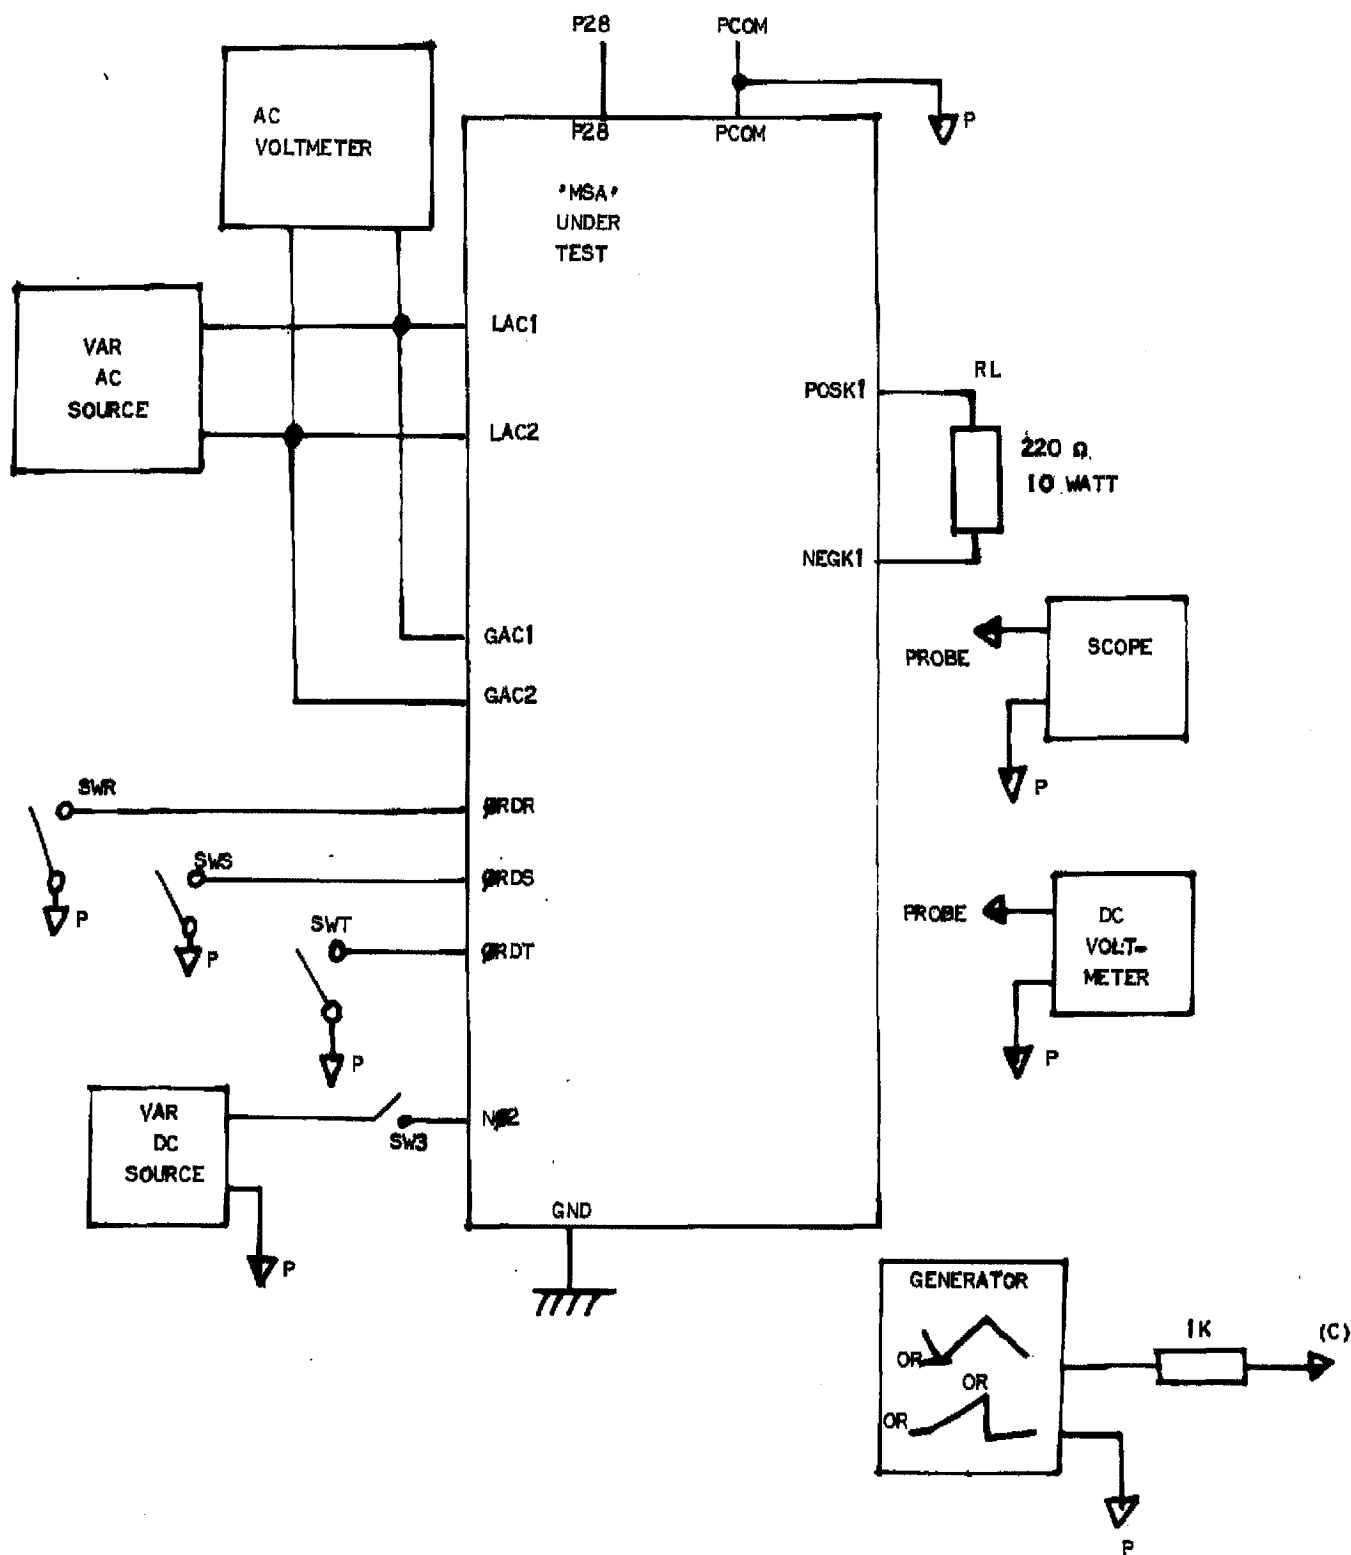 P28
PCOM
AC
VOLTMETER
P28
PCOM
P
'MSA'
UNDER
TEST
VAR
AC
SOURCE
LAC1
LAC2
RL
POSK1
220 Ω
10 WATT
NEGK1
GAC1
GAC2
SCOPE
PROBE
P
SWR
ØRDR
P
SWS
ØRDS
P
SWT
ØRDT
P
PROBE
DC
VOLT-
METER
P
VAR
DC
SOURCE
SW3
NØ2
P
GND
GENERATOR
OR
OR
OR
1K
(C)
P